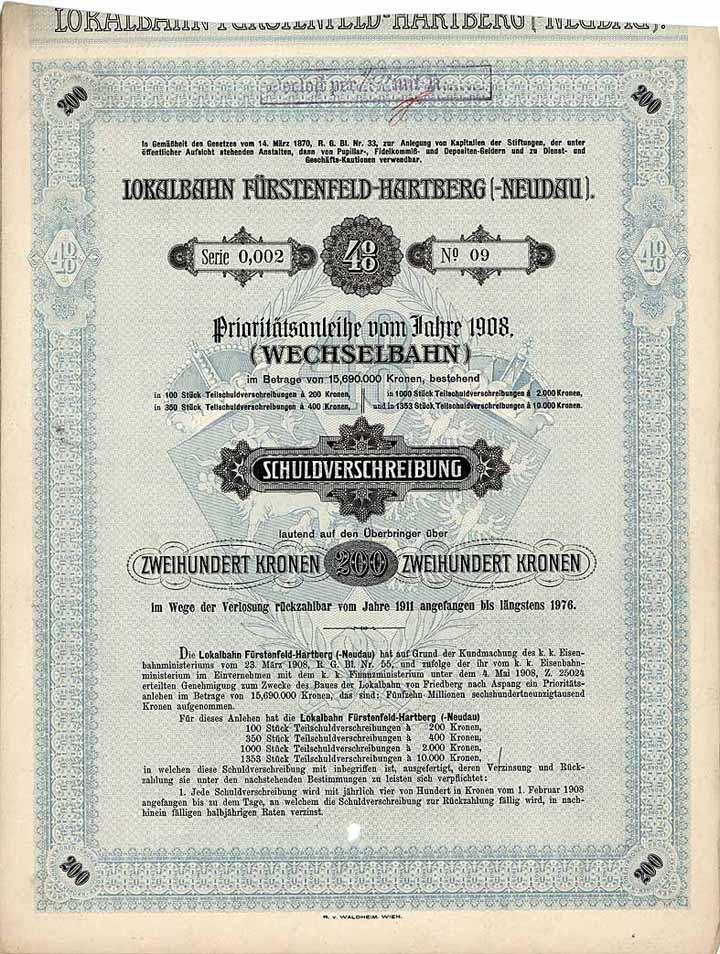 LOKALBAHN FÜRSTENFELD-HARTBERG (-NEUDAU).
200
200
In Gemäßheit des Gesetzes vom 14. März 1870, R. G. Bl. Nr. 33, zur Anlegung von Kapitalien der Stiftungen, der unter
öffentlicher Aufsicht stehenden Anstalten, dann von Pupillar-, Fidelkommiß- und Depositen-Geldern und zu Dienst- und
Geschäfts-Kautionen verwendbar.
LOKALBAHN FÜRSTENFELD-HARTBERG (-NEUDAU).
4%
Serie 0,002
4%
No 09
4%
Prioritätsanleihe vom Jahre 1908.
(WECHSELBAHN)
im Betrage von 15,690.000 Kronen, bestehend
in 100 Stück Teilschuldverschreibungen à 200 Kronen, in 1000 Stück Teilschuldverschreibungen à 2.000 Kronen,
in 350 Stück Teilschuldverschreibungen à 400 Kronen, und in 1353 Stück Teilschuldverschreibungen à 10.000 Kronen.
SCHULDVERSCHREIBUNG
lautend auf den Überbringer über
ZWEIHUNDERT KRONEN 200 ZWEIHUNDERT KRONEN
im Wege der Verlosung rückzahlbar vom Jahre 1911 angefangen bis längstens 1976.
Die Lokalbahn Fürstenfeld-Hartberg (-Neudau) hat auf Grund der Kundmachung des k. k. Eisen-
bahnministeriums vom 23. März 1908, R. G. Bl. Nr. 55, und zufolge der ihr vom k. k. Eisenbahn-
ministerium im Einvernehmen mit dem k. k. Finanzministerium unter dem 4. Mai 1908, Z. 25024
erteilten Genehmigung zum Zwecke des Baues der Lokalbahn von Friedberg nach Aspang ein Prioritäts-
anlehen im Betrage von 15,690.000 Kronen, das sind: Fünfzehn Millionen sechshundertneunzigtausend
Kronen aufgenommen.
Für dieses Anlehen hat die Lokalbahn Fürstenfeld-Hartberg (-Neudau)
100 Stück Teilschuldverschreibungen à 200 Kronen,
350 Stück Teilschuldverschreibungen à 400 Kronen,
1000 Stück Teilschuldverschreibungen à 2.000 Kronen,
1353 Stück Teilschuldverschreibungen à 10.000 Kronen,
in welchen diese Schuldverschreibung mit inbegriffen ist, ausgefertigt, deren Verzinsung und Rück-
zahlung sie unter den nachstehenden Bestimmungen zu leisten sich verpflichtet:
1. Jede Schuldverschreibung wird mit jährlich vier von Hundert in Kronen vom 1. Februar 1908
angefangen bis zu dem Tage, an welchem die Schuldverschreibung zur Rückzahlung fällig wird, in nach-
hinein fälligen halbjährigen Raten verzinst.
200
200
R. v. WALDHEIM, WIEN.